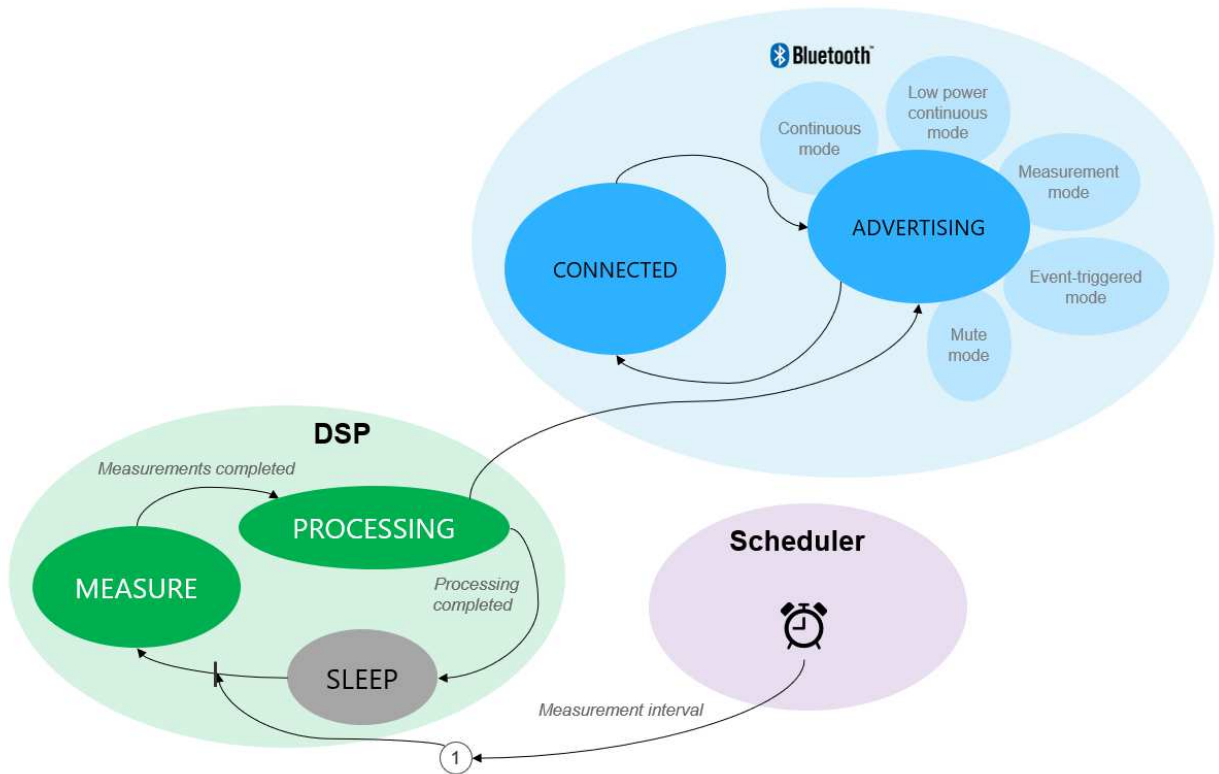 Bluetooth™
Low power
continuous
mode
Continuous
mode
Measurement
mode
ADVERTISING
CONNECTED
Event-triggered
mode
Mute
mode
DSP
Measurements completed
PROCESSING
Scheduler
MEASURE
Processing
completed
SLEEP
Measurement interval
1